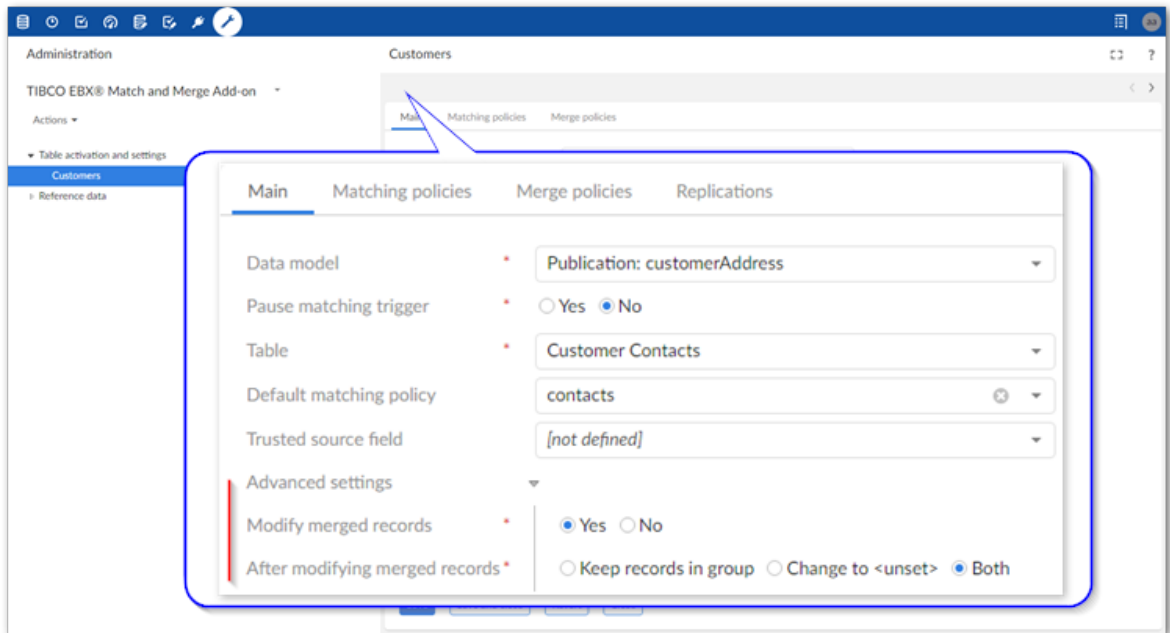 Administration
Customers
?
TIBCO EBX® Match and Merge Add-on
Actions
Main Matching policies Merge policies
Table activation and settings
Customers
Reference data
Main Matching policies Merge policies Replications
Data model * Publication: customerAddress
Pause matching trigger * Yes No
Table * Customer Contacts
Default matching policy contacts
Trusted source field [not defined]
Advanced settings
Modify merged records * Yes No
After modifying merged records * Keep records in group Change to <unset> Both